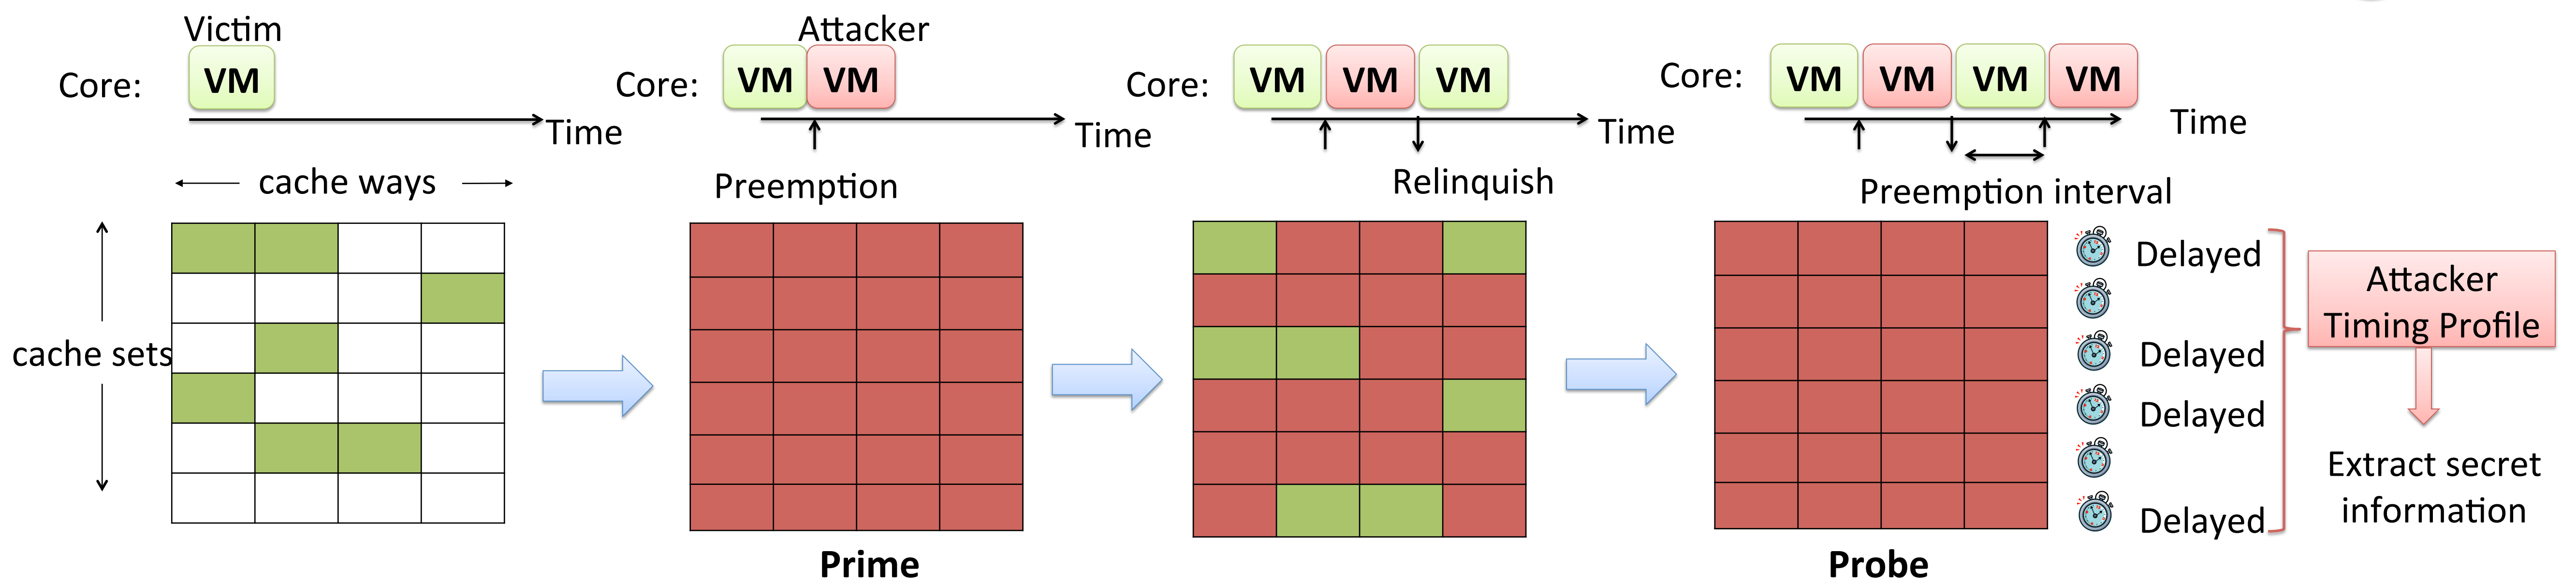 Victim
Core:
VM
Time
cache ways
cache sets
Attacker
Core:
VM
VM
Time
Preemption
Prime
Core:
VM
VM
VM
Time
Relinquish
Core:
VM
VM
VM
VM
Time
Preemption interval
Delayed
Delayed
Delayed
Delayed
Probe
Attacker
Timing Profile
Extract secret
information